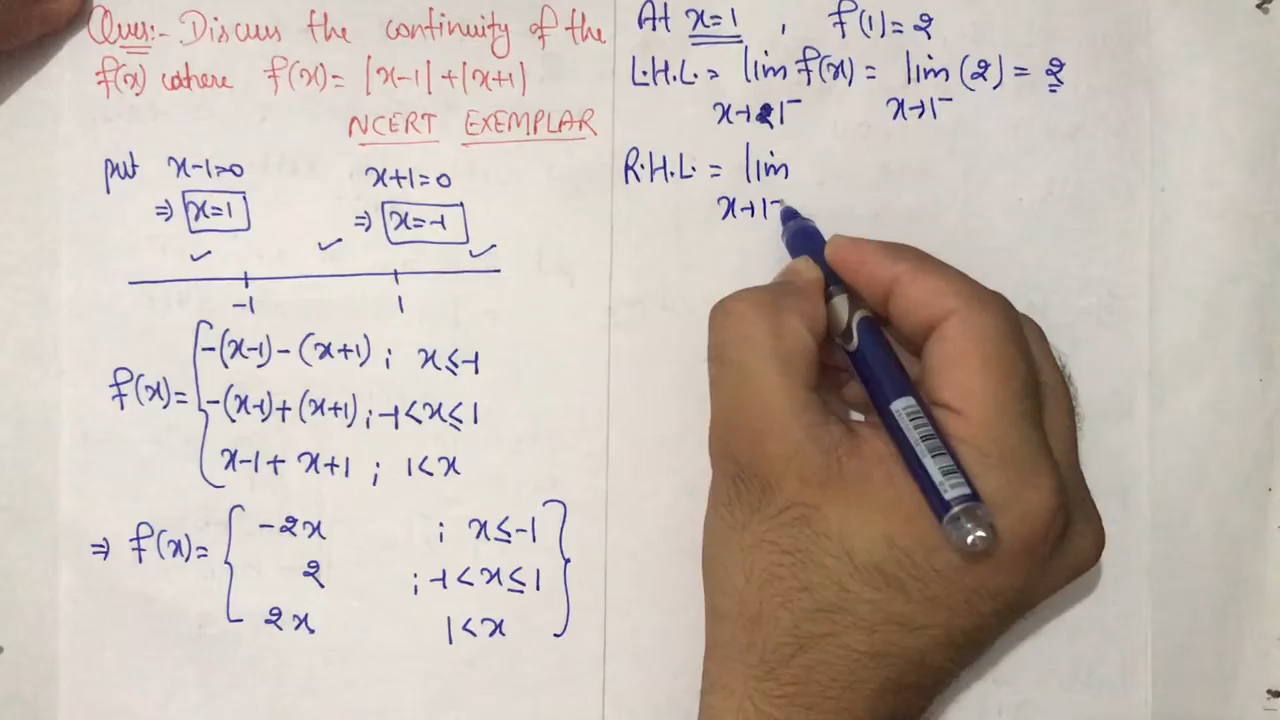 Ques:- Discuss the continuity of the
f(x) where f(x) = |x-1| + |x+1|
NCERT EXEMPLAR
put x-1=0 x+1=0
⇒ x=1 ⇒ x=-1
-1 1
f(x) = { -(x-1) - (x+1) ; x≤-1
-(x-1) + (x+1) ; -1<x≤1
x-1 + x+1 ; 1<x
⇒ f(x) = { -2x ; x≤-1 }
2 ; -1<x≤1
2x 1<x
At x=1 , f(1) = 2
L.H.L. = lim f(x) = lim (2) = 2
x→1⁻ x→1⁻
R.H.L. = lim
x→1⁻